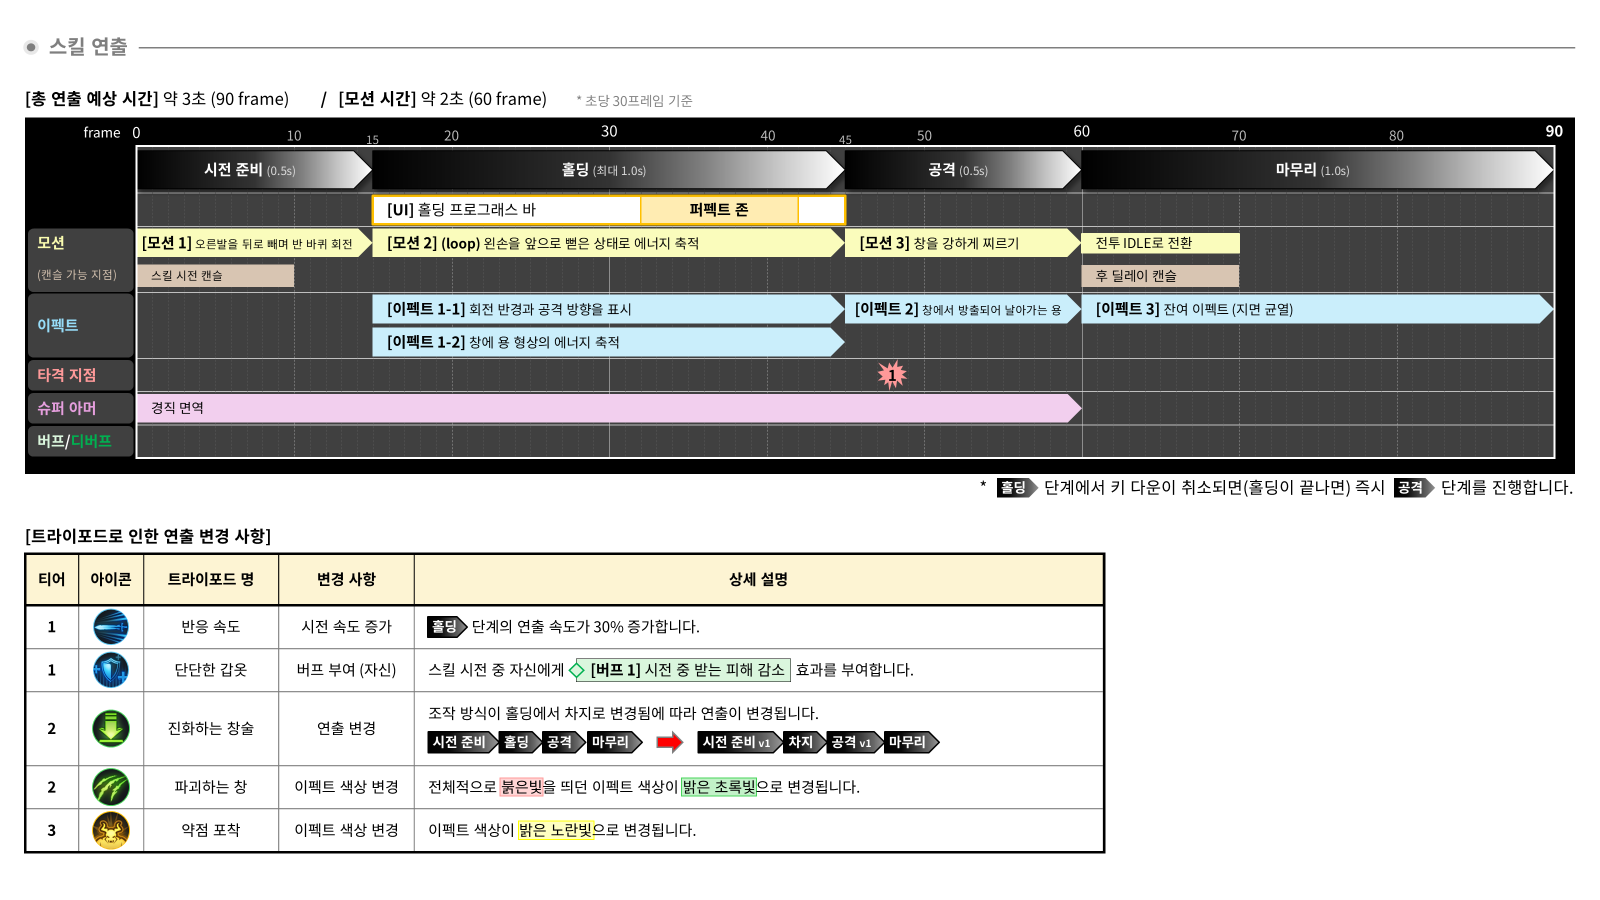 스킬 연출
[총 연출 예상 시간] 약 3초 (90 frame) / [모션 시간] 약 2초 (60 frame) * 초당 30프레임 기준
frame 0 10 15 20 30 40 45 50 60 70 80 90
시전 준비 (0.5s) 홀딩 (최대 1.0s) 공격 (0.5s) 마무리 (1.0s)
[UI] 홀딩 프로그래스 바 퍼펙트 존
모션 [모션 1] 오른발을 뒤로 빼며 반 바퀴 회전 [모션 2] (loop) 왼손을 앞으로 뻗은 상태로 에너지 축적 [모션 3] 창을 강하게 찌르기 전투 IDLE로 전환
(캔슬 가능 지점) 스킬 시전 캔슬 후 딜레이 캔슬
이펙트 [이펙트 1-1] 회전 반경과 공격 방향을 표시 [이펙트 2] 창에서 방출되어 날아가는 용 [이펙트 3] 잔여 이펙트 (지면 균열)
[이펙트 1-2] 창에 용 형상의 에너지 축적
타격 지점 1
슈퍼 아머 경직 면역
버프/디버프
* 홀딩 단계에서 키 다운이 취소되면(홀딩이 끝나면) 즉시 공격 단계를 진행합니다.
[트라이포드로 인한 연출 변경 사항]
티어 아이콘 트라이포드 명 변경 사항 상세 설명
1 반응 속도 시전 속도 증가 홀딩 단계의 연출 속도가 30% 증가합니다.
1 단단한 갑옷 버프 부여 (자신) 스킬 시전 중 자신에게 [버프 1] 시전 중 받는 피해 감소 효과를 부여합니다.
2 진화하는 창술 연출 변경 조작 방식이 홀딩에서 차지로 변경됨에 따라 연출이 변경됩니다.
시전 준비 홀딩 공격 마무리 시전 준비 v1 차지 공격 v1 마무리
2 파괴하는 창 이펙트 색상 변경 전체적으로 붉은빛을 띄던 이펙트 색상이 밝은 초록빛으로 변경됩니다.
3 약점 포착 이펙트 색상 변경 이펙트 색상이 밝은 노란빛으로 변경됩니다.